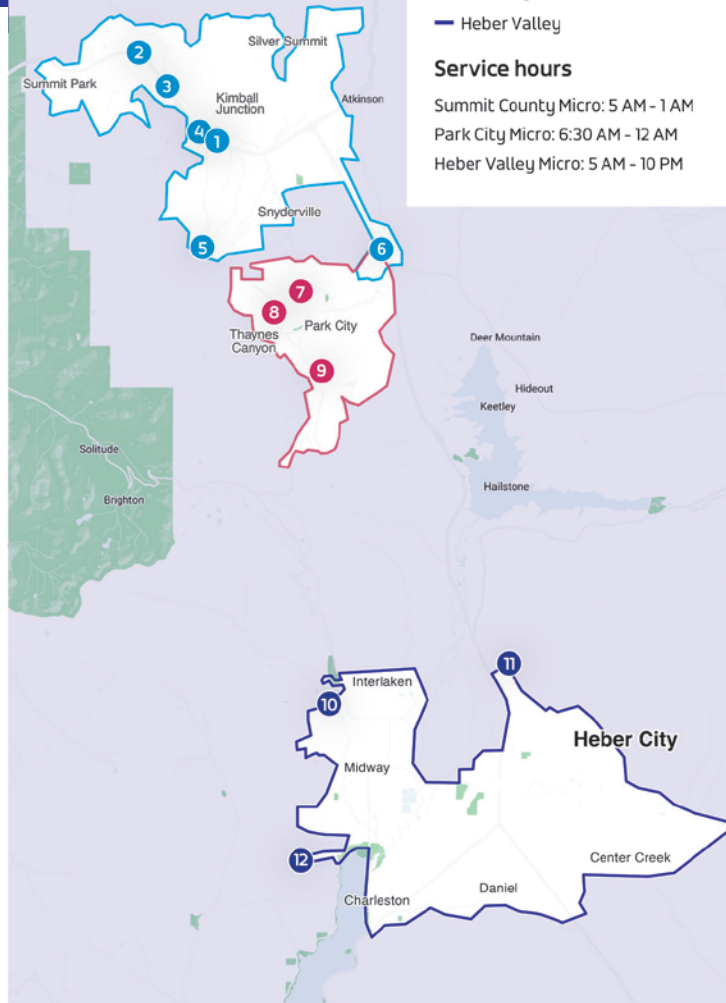 Heber Valley
Service hours
Summit County Micro: 5 AM - 1 AM
Park City Micro: 6:30 AM - 12 AM
Heber Valley Micro: 5 AM - 10 PM
Silver Summit
2
Summit Park
3
Kimball
Junction
Atkinson
4
1
Snyderville
5
6
7
8
Park City
Thaynes
Canyon
9
Deer Mountain
Hideout
Keetley
Solitude
Hailstone
Brighton
11
Interlaken
10
Heber City
Midway
12
Center Creek
Daniel
Charleston